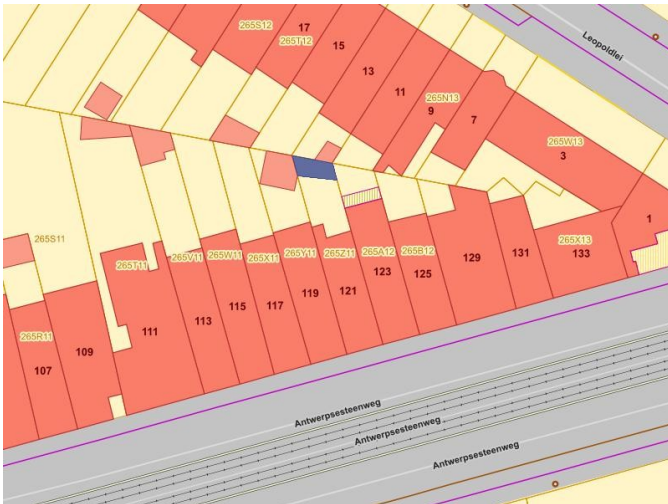 265S12
17
265T12
15
13
11
265N13
9
7
Leopoldlei
265W13
3
1
265S11
265T11
265V11
265W11
265X11
265Y11
265Z11
265A12
265B12
265X13
265R11
107
109
111
113
115
117
119
121
123
125
129
131
133
Antwerpsesteenweg
Antwerpsesteenweg
Antwerpsesteenweg